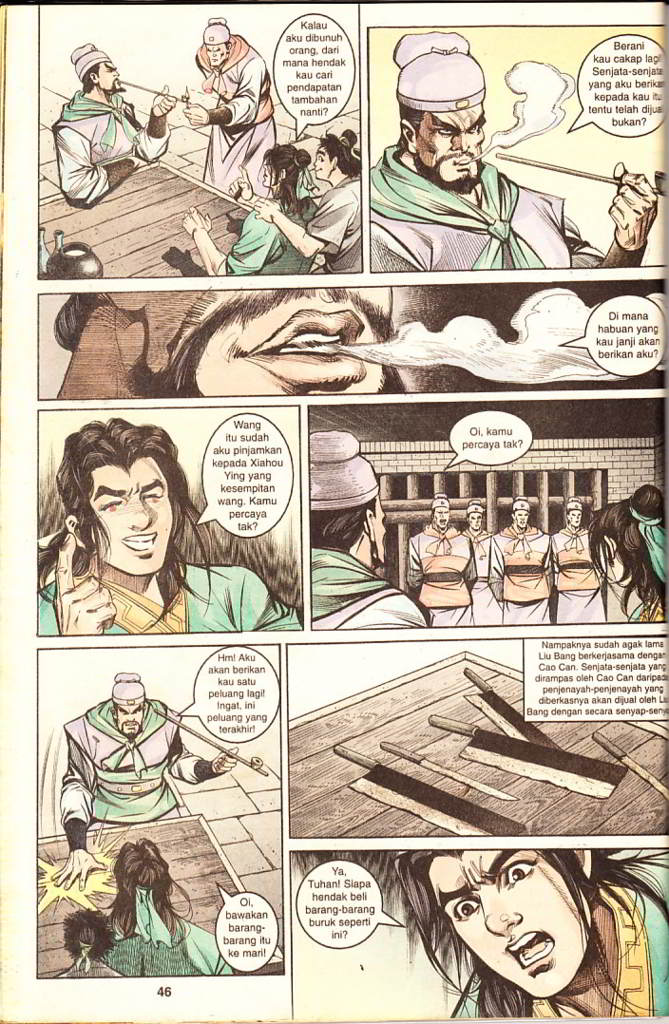 Kalau
aku dibunuh
orang, dari
mana hendak
kau cari
pendapatan
tambahan
nanti?
Berani
kau cakap lagi
Senjata-senjata
yang aku berikan
kepada kau itu
tentu telah dijual
bukan?
Di mana
habuan yang
kau janji akan
berikan aku?
Wang
itu sudah
aku pinjamkan
kepada Xiahou
Ying yang
kesempitan
wang. Kamu
percaya
tak?
Oi, kamu
percaya tak?
Hm! Aku
akan berikan
kau satu
peluang lagi!
Ingat, ini
peluang yang
terakhir!
Oi,
bawakan
barang-
barang itu
ke mari!
Nampaknya sudah agak lama
Liu Bang berkerjasama dengan
Cao Can. Senjata-senjata yang
dirampas oleh Cao Can daripada
penjenayah-penjenayah yang
diberkasnya akan dijual oleh Liu
Bang dengan secara senyap-senyap
Ya,
Tuhan! Siapa
hendak beli
barang-barang
buruk seperti
ini?
46